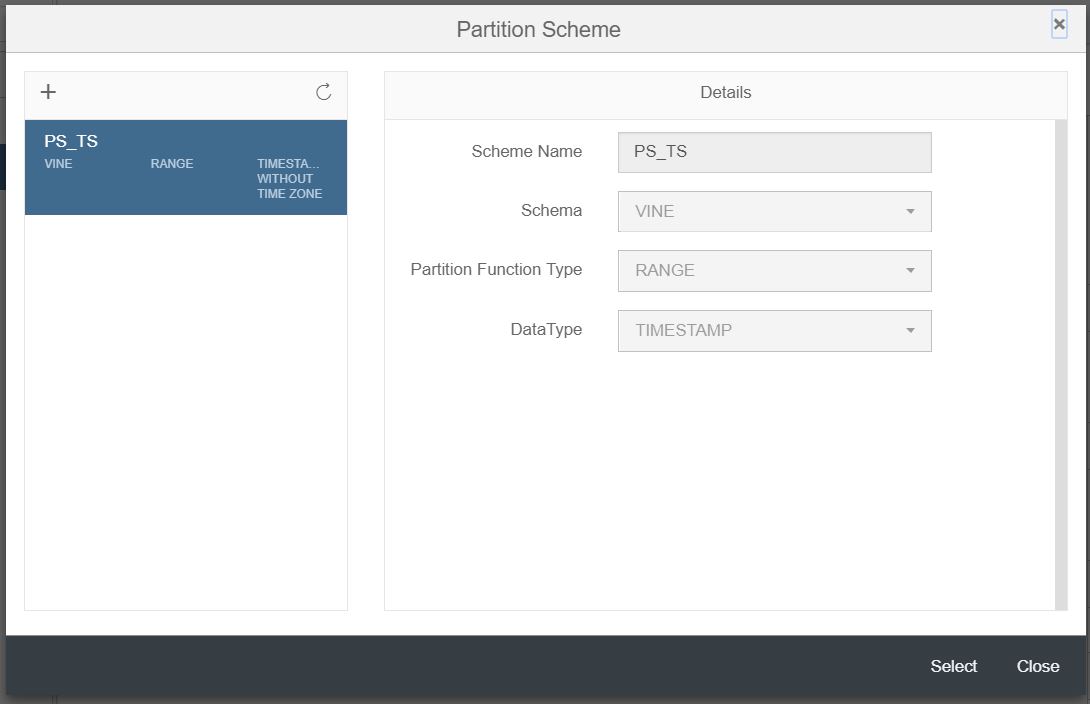 Partition Scheme
Details
PS_TS
VINE RANGE TIMESTA...
WITHOUT
TIME ZONE
Scheme Name PS_TS
Schema VINE
Partition Function Type RANGE
DataType TIMESTAMP
Select Close